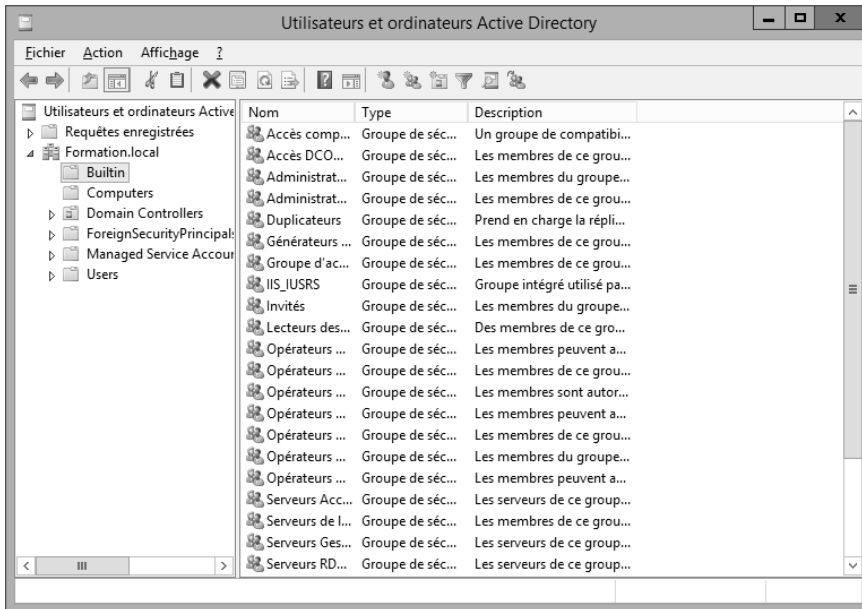 Utilisateurs et ordinateurs Active Directory
Fichier Action Affichage ?
Utilisateurs et ordinateurs Active
Requêtes enregistrées
Formation.local
Builtin
Computers
Domain Controllers
ForeignSecurityPrincipals
Managed Service Accour
Users
Nom Type Description
Accès comp... Groupe de séc... Un groupe de compatibi...
Accès DCO... Groupe de séc... Les membres de ce grou...
Administrat... Groupe de séc... Les membres du groupe...
Administrat... Groupe de séc... Les membres de ce grou...
Duplicateurs Groupe de séc... Prend en charge la répli...
Générateurs ... Groupe de séc... Les membres de ce grou...
Groupe d'ac... Groupe de séc... Les membres de ce grou...
IIS_IUSRS Groupe de séc... Groupe intégré utilisé pa...
Invités Groupe de séc... Les membres du groupe...
Lecteurs des... Groupe de séc... Des membres de ce gro...
Opérateurs ... Groupe de séc... Les membres peuvent a...
Opérateurs ... Groupe de séc... Les membres de ce grou...
Opérateurs ... Groupe de séc... Les membres sont autor...
Opérateurs ... Groupe de séc... Les membres peuvent a...
Opérateurs ... Groupe de séc... Les membres de ce grou...
Opérateurs ... Groupe de séc... Les membres du groupe...
Opérateurs ... Groupe de séc... Les membres peuvent a...
Serveurs Acc... Groupe de séc... Les serveurs de ce group...
Serveurs de l... Groupe de séc... Les membres de ce grou...
Serveurs Ges... Groupe de séc... Les serveurs de ce group...
Serveurs RD... Groupe de séc... Les serveurs de ce group...